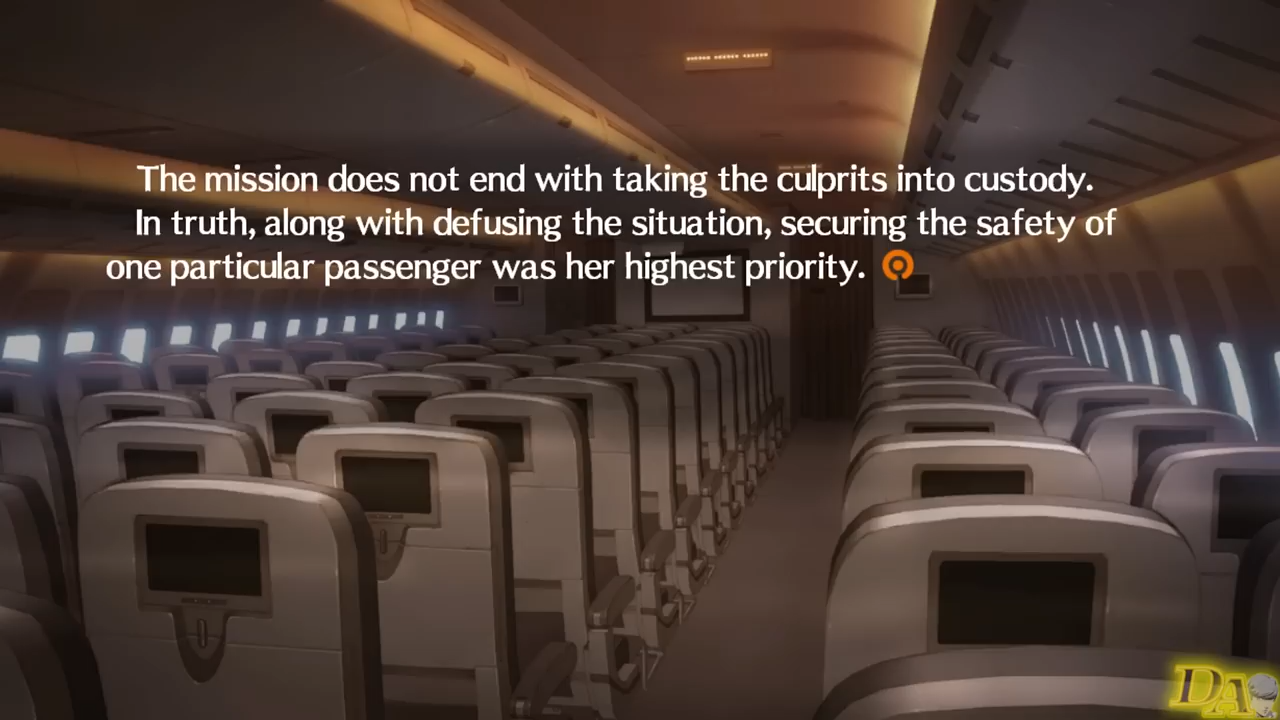 The mission does not end with taking the culprits into custody.
In truth, along with defusing the situation, securing the safety of
one particular passenger was her highest priority.
DA